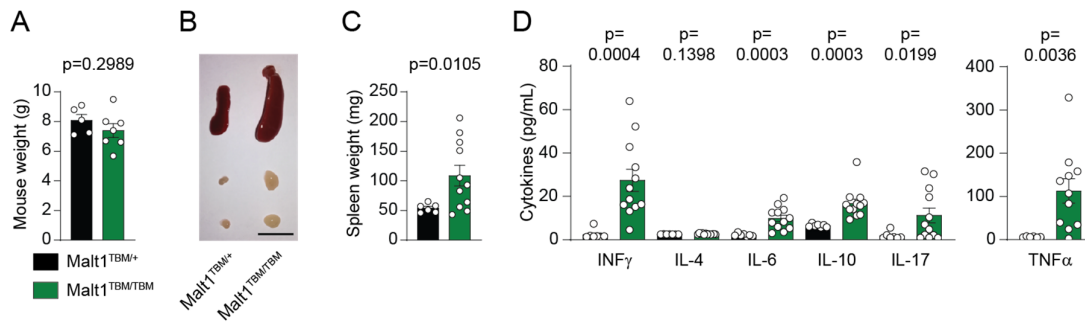 A
p=0.2989
Mouse weight (g)
10
8
6
4
2
0
Malt1TBM/+
Malt1TBM/TBM
B
Malt1TBM/+
Malt1TBM/TBM
C
p=0.0105
Spleen weight (mg)
250
200
150
100
50
0
D
p=
0.0004
p=
0.1398
p=
0.0003
p=
0.0003
p=
0.0199
p=
0.0036
Cytokines (pg/mL)
80
60
40
20
0
INFγ
IL-4
IL-6
IL-10
IL-17
400
300
200
100
0
TNFα